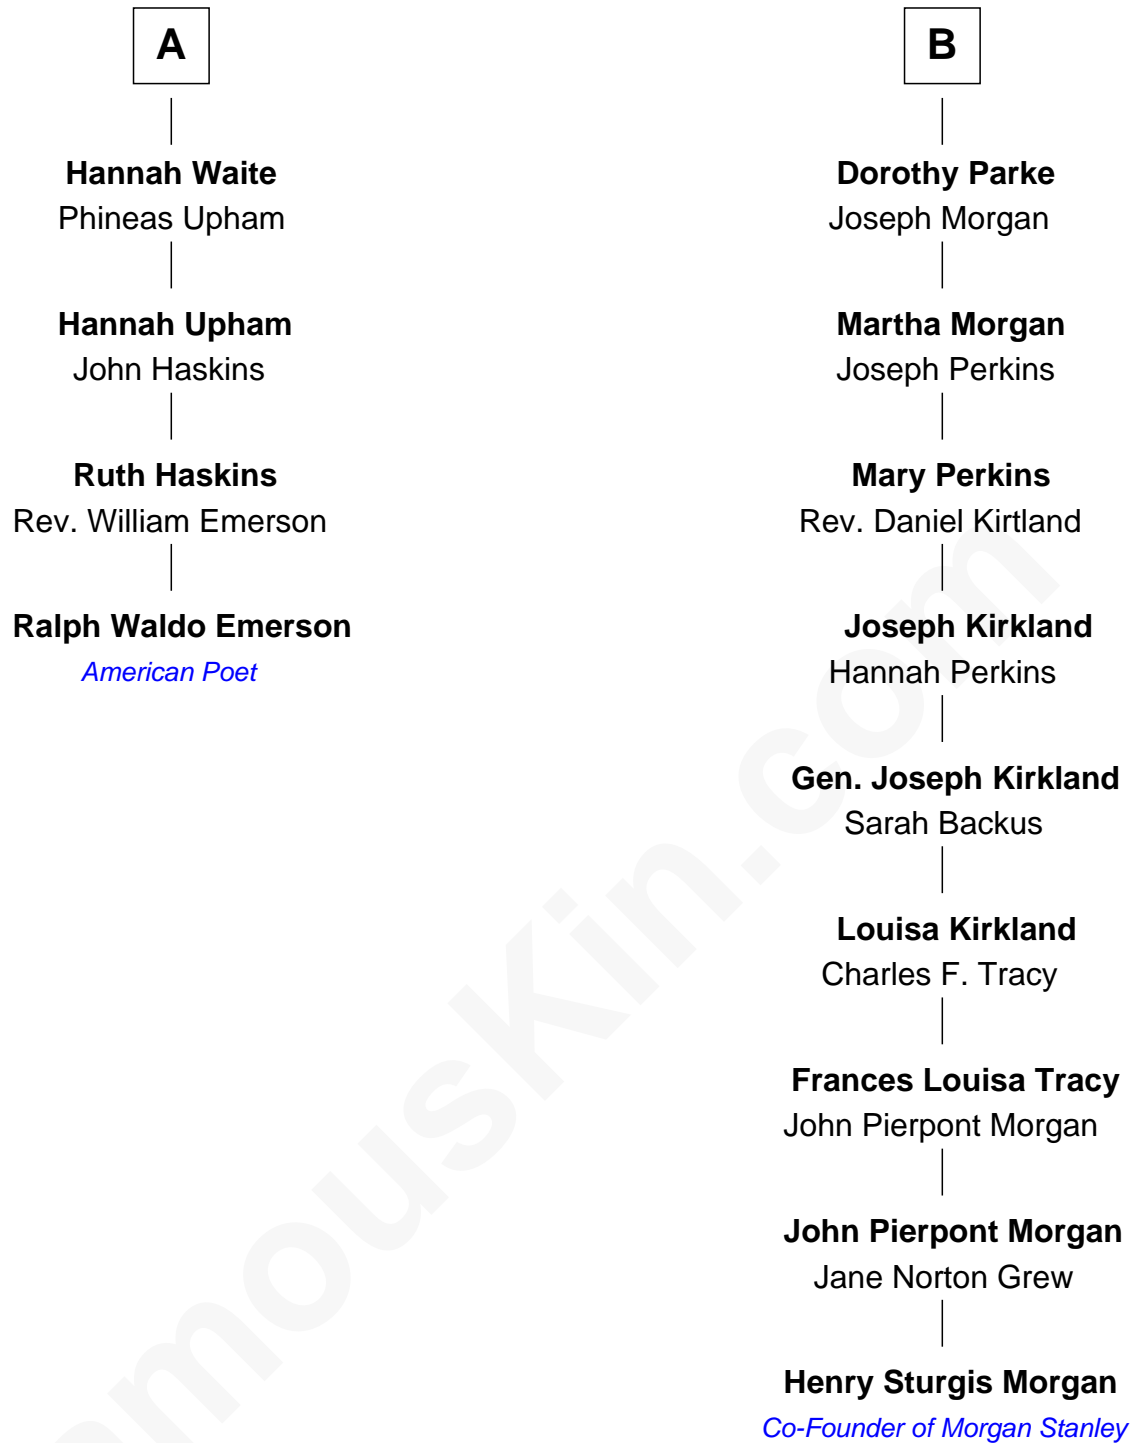 A
Hannah Waite
Phineas Upham
Hannah Upham
John Haskins
Ruth Haskins
Rev. William Emerson
Ralph Waldo Emerson
American Poet
B
Dorothy Parke
Joseph Morgan
Martha Morgan
Joseph Perkins
Mary Perkins
Rev. Daniel Kirtland
Joseph Kirkland
Hannah Perkins
Gen. Joseph Kirkland
Sarah Backus
Louisa Kirkland
Charles F. Tracy
Frances Louisa Tracy
John Pierpont Morgan
John Pierpont Morgan
Jane Norton Grew
Henry Sturgis Morgan
Co-Founder of Morgan Stanley
amouskin.com